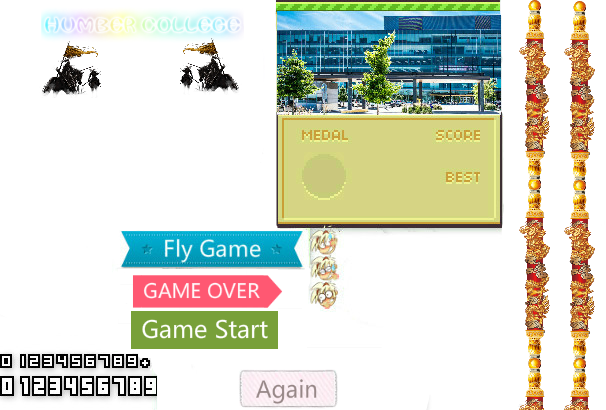 HUMBER COLLEGE
MEDAL SCORE
BEST
Fly Game
GAME OVER
Game Start
0 123456789
0 123456789
Again